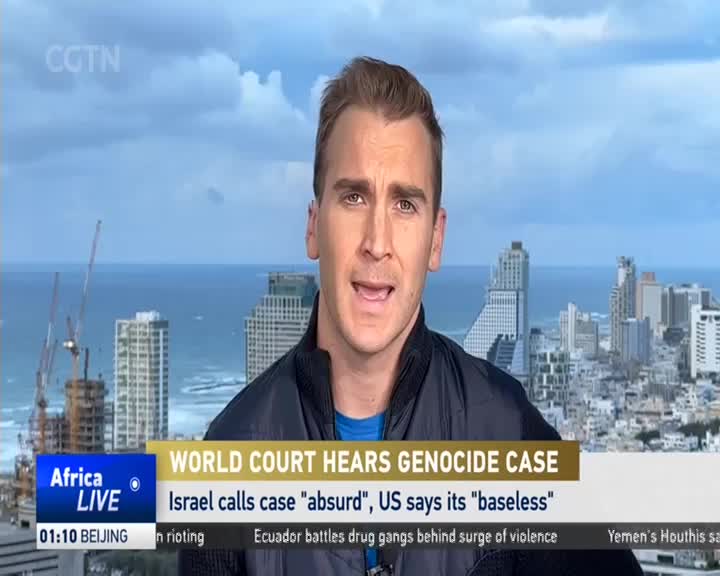 CGTN
WORLD COURT HEARS GENOCIDE CASE
Africa
LIVE
Israel calls case "absurd", US says its "baseless"
01:10 BEIJING
n rioting Ecuador battles drug gangs behind surge of violence Yemen's Houthis sa